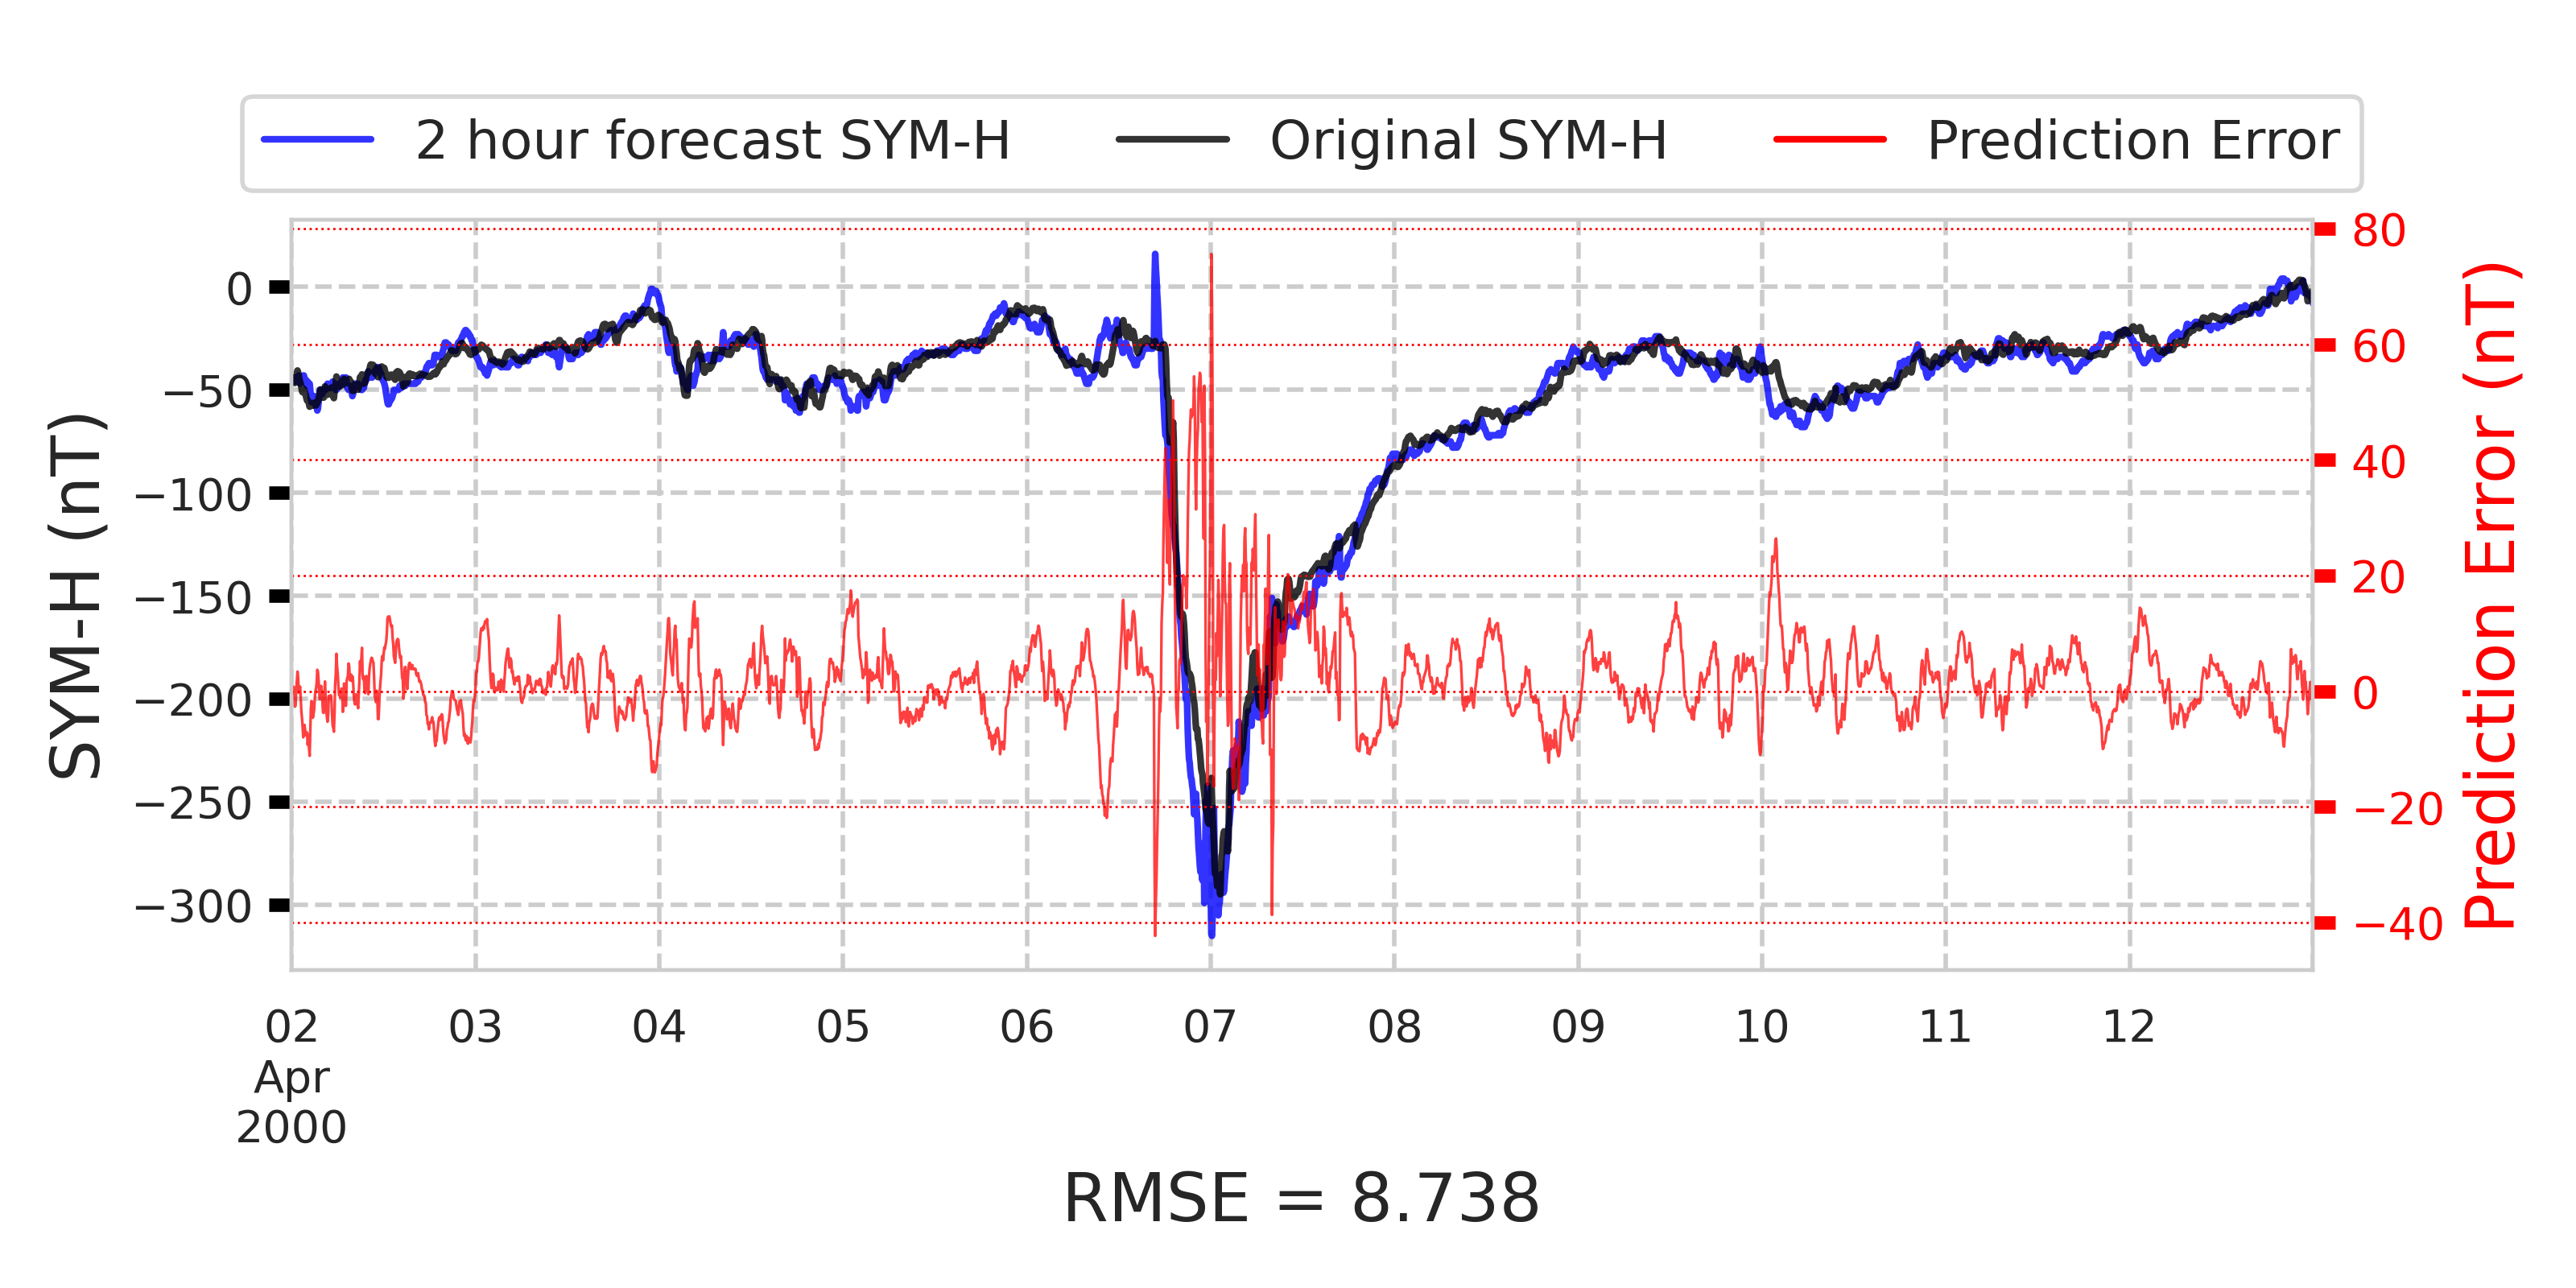 2 hour forecast SYM-H
Original SYM-H
Prediction Error
SYM-H (nT)
0
−50
−100
−150
−200
−250
−300
80
60
40
20
0
−20
−40
Prediction Error (nT)
02 03 04 05 06 07 08 09 10 11 12
Apr
2000
RMSE = 8.738